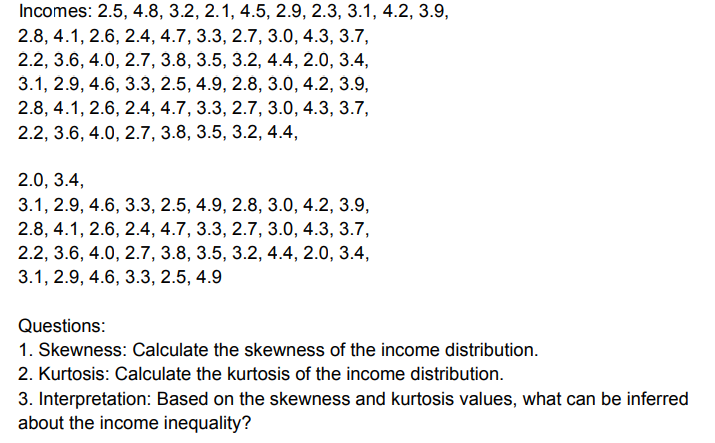 Incomes: 2.5, 4.8, 3.2, 2.1, 4.5, 2.9, 2.3, 3.1, 4.2, 3.9,
2.8, 4.1, 2.6, 2.4, 4.7, 3.3, 2.7, 3.0, 4.3, 3.7,
2.2, 3.6, 4.0, 2.7, 3.8, 3.5, 3.2, 4.4, 2.0, 3.4,
3.1, 2.9, 4.6, 3.3, 2.5, 4.9, 2.8, 3.0, 4.2, 3.9,
2.8, 4.1, 2.6, 2.4, 4.7, 3.3, 2.7, 3.0, 4.3, 3.7,
2.2, 3.6, 4.0, 2.7, 3.8, 3.5, 3.2, 4.4,
2.0, 3.4,
3.1, 2.9, 4.6, 3.3, 2.5, 4.9, 2.8, 3.0, 4.2, 3.9,
2.8, 4.1, 2.6, 2.4, 4.7, 3.3, 2.7, 3.0, 4.3, 3.7,
2.2, 3.6, 4.0, 2.7, 3.8, 3.5, 3.2, 4.4, 2.0, 3.4,
3.1, 2.9, 4.6, 3.3, 2.5, 4.9
Questions:
1. Skewness: Calculate the skewness of the income distribution.
2. Kurtosis: Calculate the kurtosis of the income distribution.
3. Interpretation: Based on the skewness and kurtosis values, what can be inferred
about the income inequality?